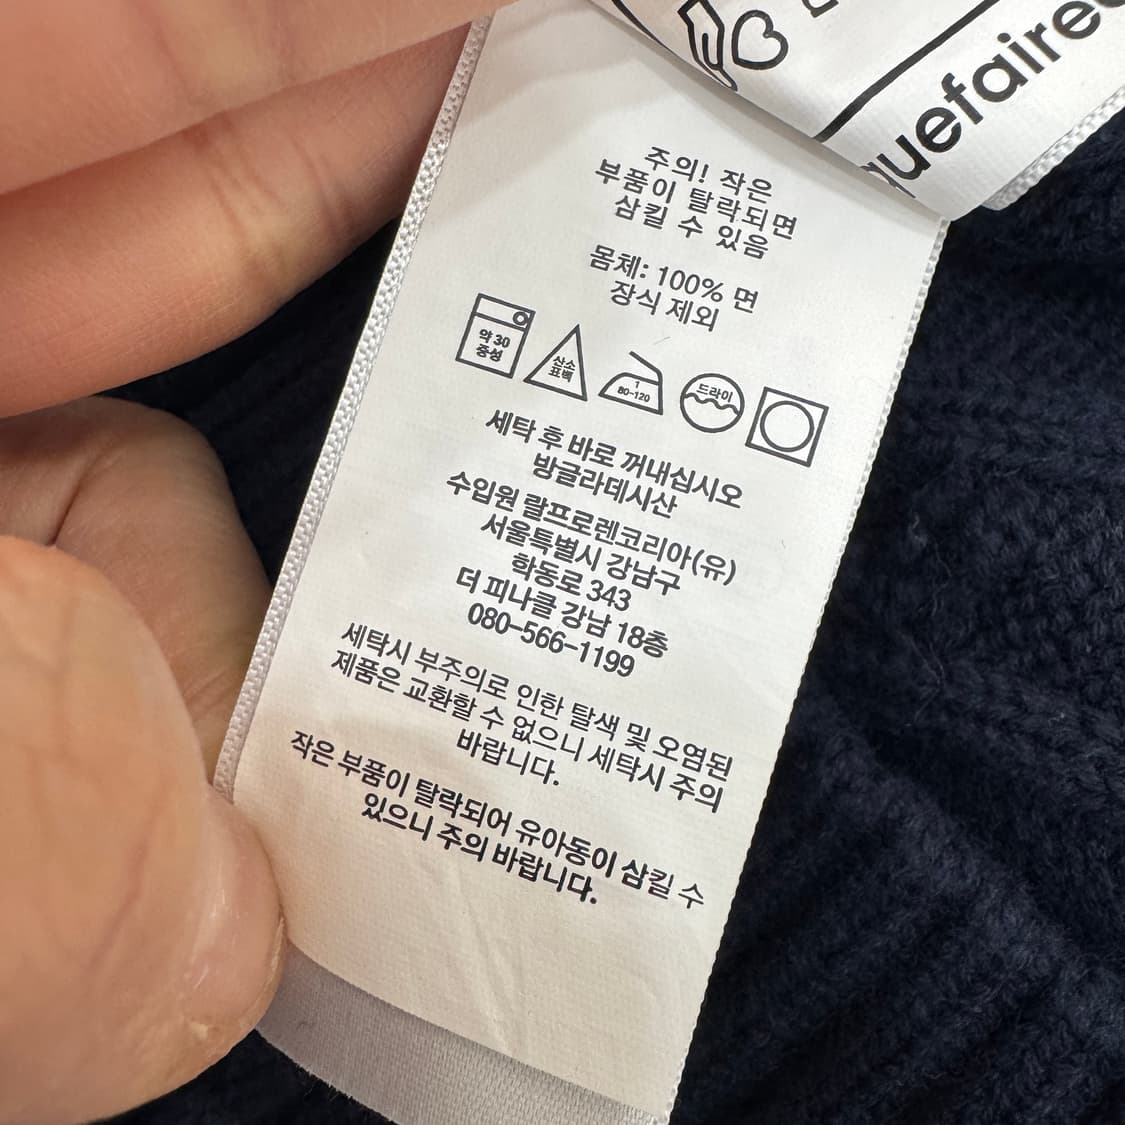 quefaire
주의! 작은
부품이 탈락되면
삼킬 수 있음
몸체: 100% 면
장식 제외
약 30
중성
산소
표백
1
80-120
드라이
세탁 후 바로 꺼내십시오
방글라데시산
수입원 랄프로렌코리아(유)
서울특별시 강남구
학동로 343
더 피나클 강남 18층
080-566-1199
세탁시 부주의로 인한 탈색 및 오염된
제품은 교환할 수 없으니 세탁시 주의
바랍니다.
작은 부품이 탈락되어 유아동이 삼킬 수
있으니 주의 바랍니다.